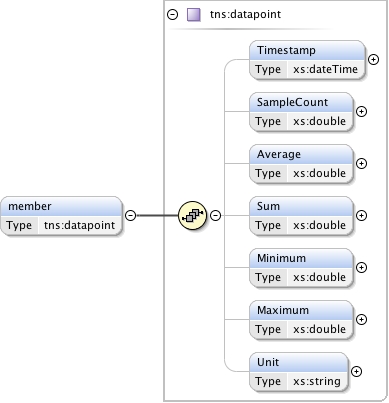 tns:datapoint
Timestamp
Type xs:dateTime
SampleCount
Type xs:double
Average
Type xs:double
member
Type tns:datapoint
Sum
Type xs:double
Minimum
Type xs:double
Maximum
Type xs:double
Unit
Type xs:string